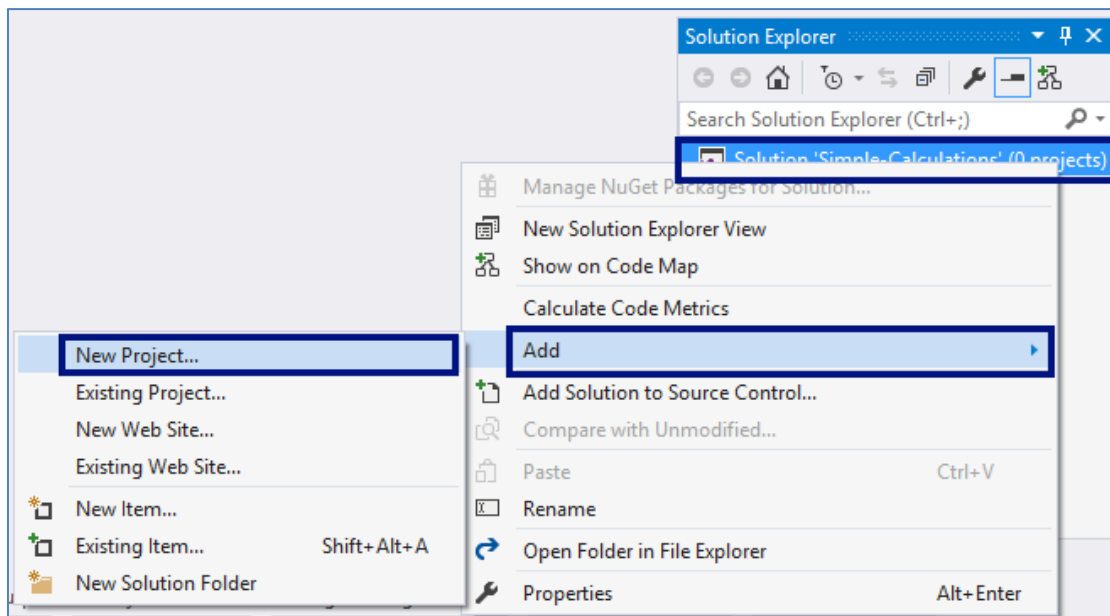 Solution Explorer
Search Solution Explorer (Ctrl+;)
Solution 'Simple-Calculations' (0 projects)
Manage NuGet Packages for Solution...
New Solution Explorer View
Show on Code Map
Calculate Code Metrics
Add
Add Solution to Source Control...
Compare with Unmodified...
Paste Ctrl+V
Rename
Open Folder in File Explorer
Properties Alt+Enter
New Project...
Existing Project...
New Web Site...
Existing Web Site...
New Item...
Existing Item... Shift+Alt+A
New Solution Folder